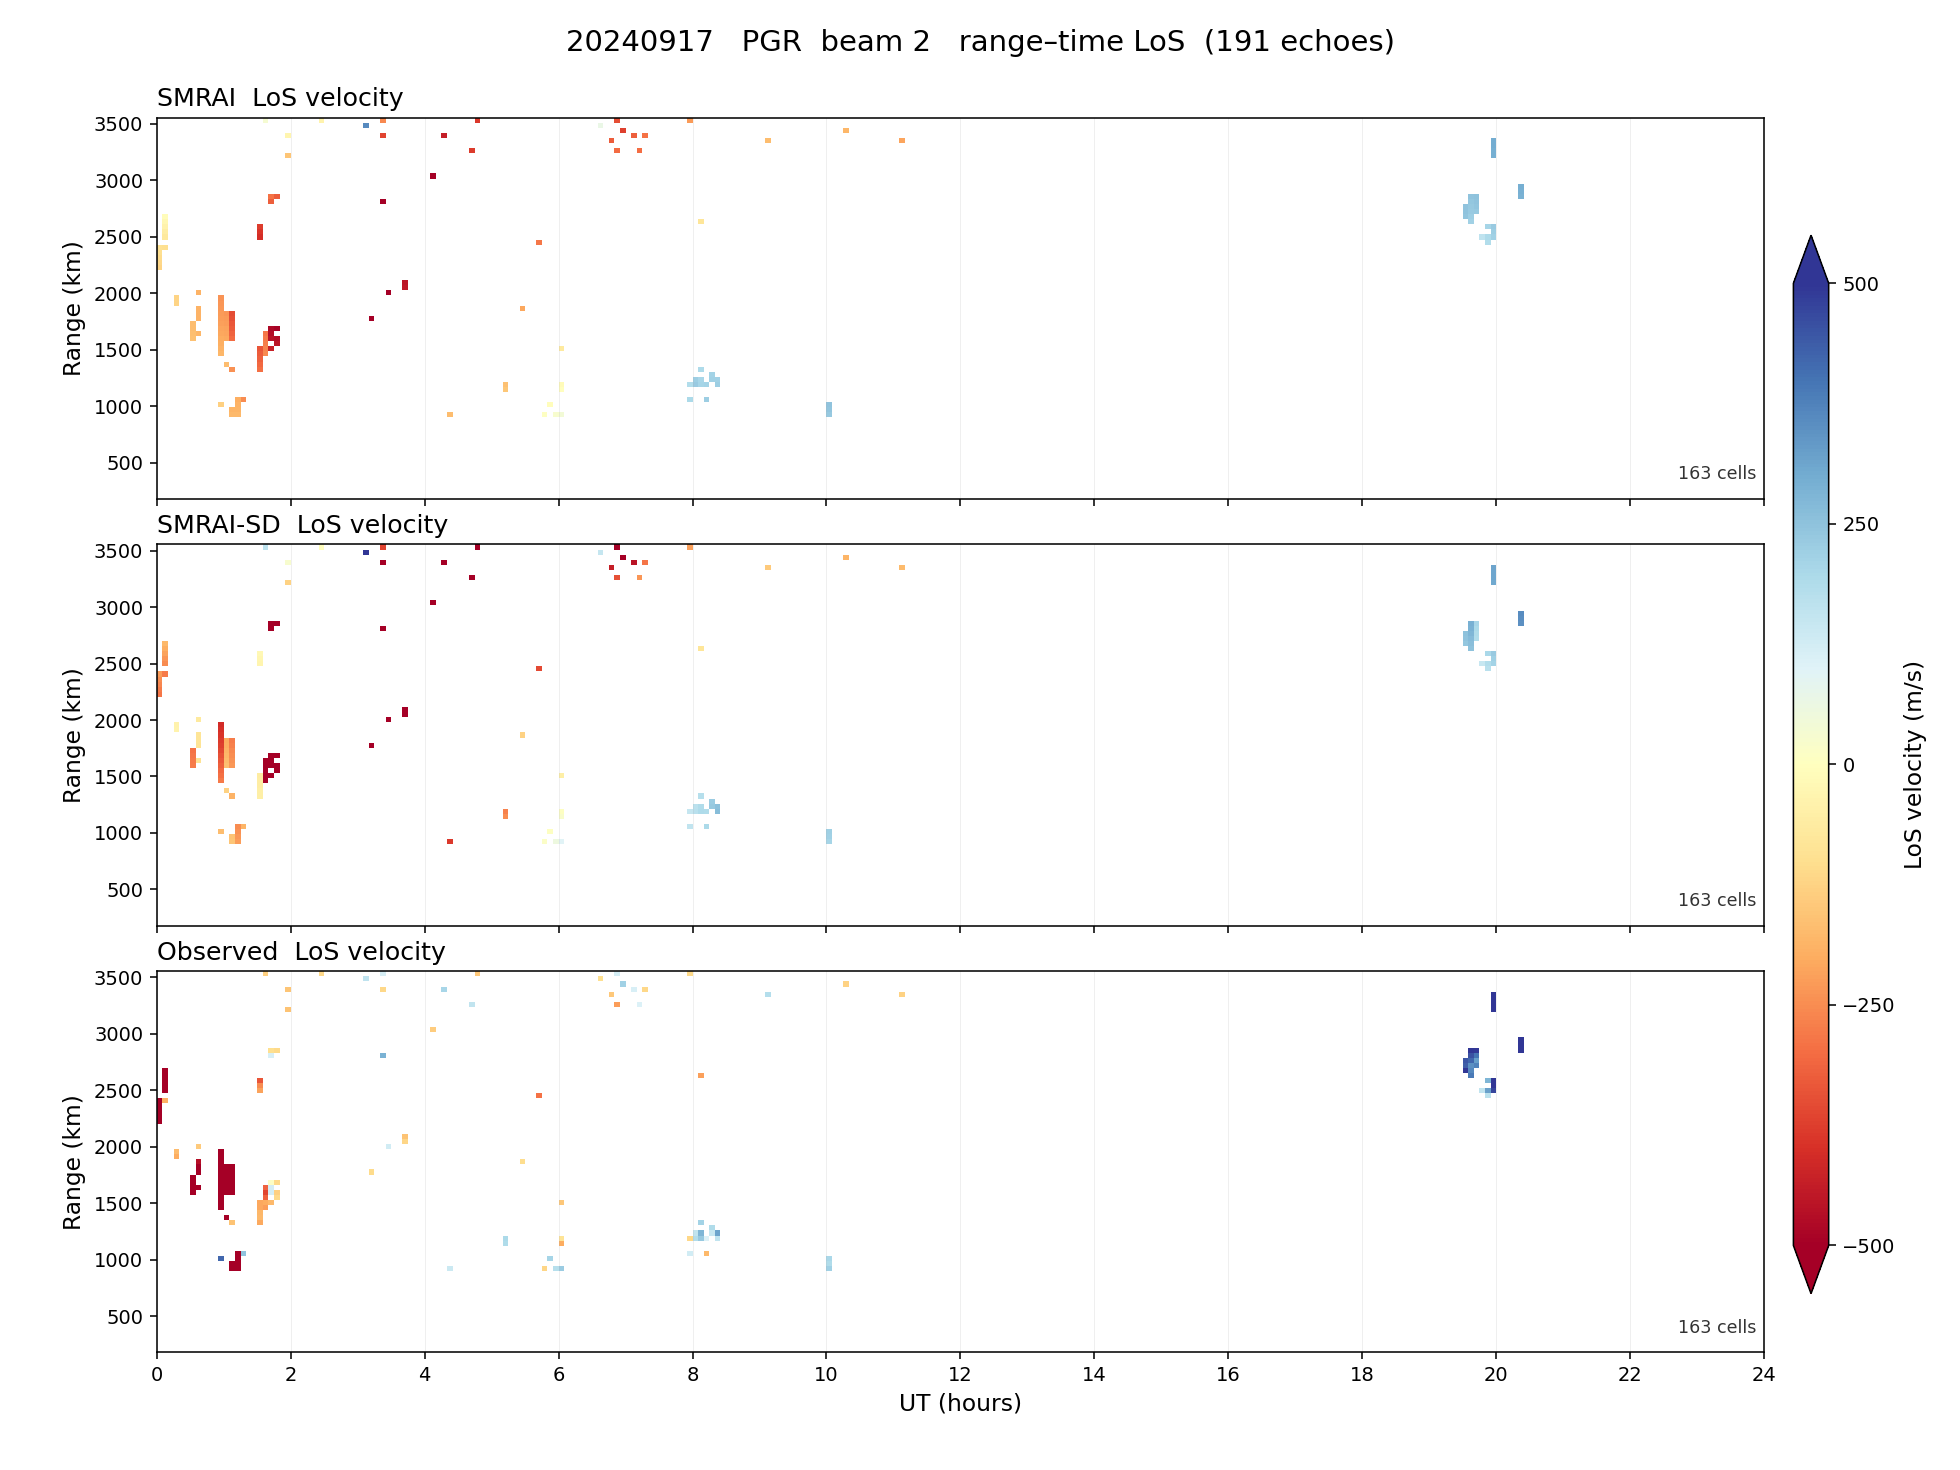 20240917   PGR  beam 2   range–time LoS  (191 echoes)
SMRAI  LoS velocity
3500
3000
2500
2000
1500
1000
500
Range (km)
163 cells
SMRAI-SD  LoS velocity
3500
3000
2500
2000
1500
1000
500
Range (km)
163 cells
Observed  LoS velocity
3500
3000
2500
2000
1500
1000
500
Range (km)
163 cells
0 2 4 6 8 10 12 14 16 18 20 22 24
UT (hours)
500
250
0
−250
−500
LoS velocity (m/s)